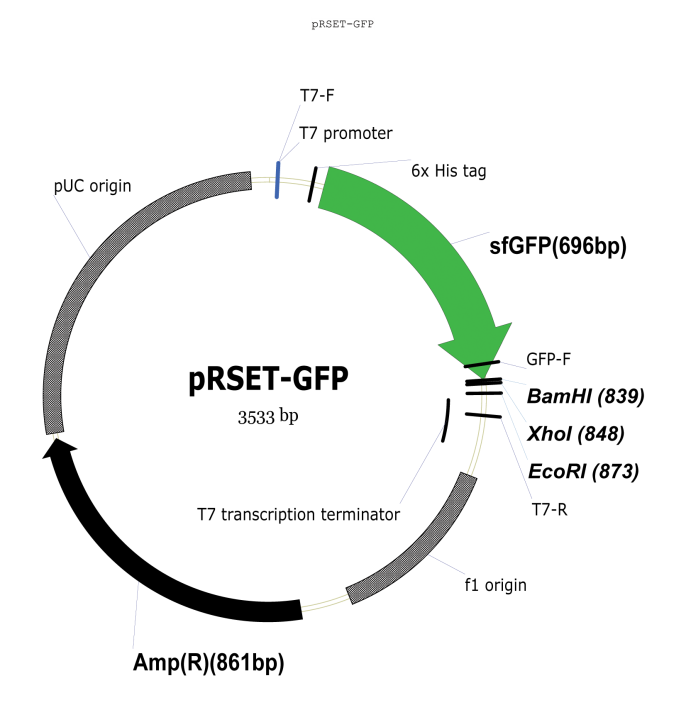 pRSET-GFP
T7-F
T7 promoter
6x His tag
pUC origin
sfGFP(696bp)
GFP-F
pRSET-GFP
3533 bp
BamHI (839)
XhoI (848)
EcoRI (873)
T7-R
T7 transcription terminator
f1 origin
Amp(R)(861bp)